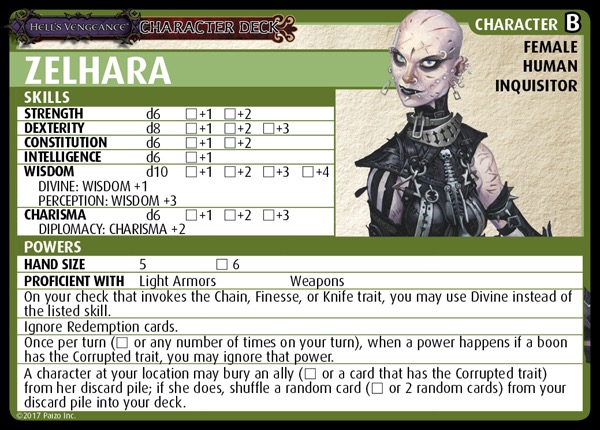 HELL'S VENGEANCE CHARACTER DECK
CHARACTER B
ZELHARA
FEMALE
HUMAN
INQUISITOR
SKILLS
STRENGTH d6 □ +1 □ +2
DEXTERITY d8 □ +1 □ +2 □ +3
CONSTITUTION d6 □ +1 □ +2
INTELLIGENCE d6 □ +1
WISDOM d10 □ +1 □ +2 □ +3 □ +4
DIVINE: WISDOM +1
PERCEPTION: WISDOM +3
CHARISMA d6 □ +1 □ +2 □ +3
DIPLOMACY: CHARISMA +2
POWERS
HAND SIZE 5 □ 6
PROFICIENT WITH Light Armors Weapons
On your check that invokes the Chain, Finesse, or Knife trait, you may use Divine instead of
the listed skill.
Ignore Redemption cards.
Once per turn (□ or any number of times on your turn), when a power happens if a boon
has the Corrupted trait, you may ignore that power.
A character at your location may bury an ally (□ or a card that has the Corrupted trait)
from her discard pile; if she does, shuffle a random card (□ or 2 random cards) from your
discard pile into your deck.
©2017 Paizo Inc.